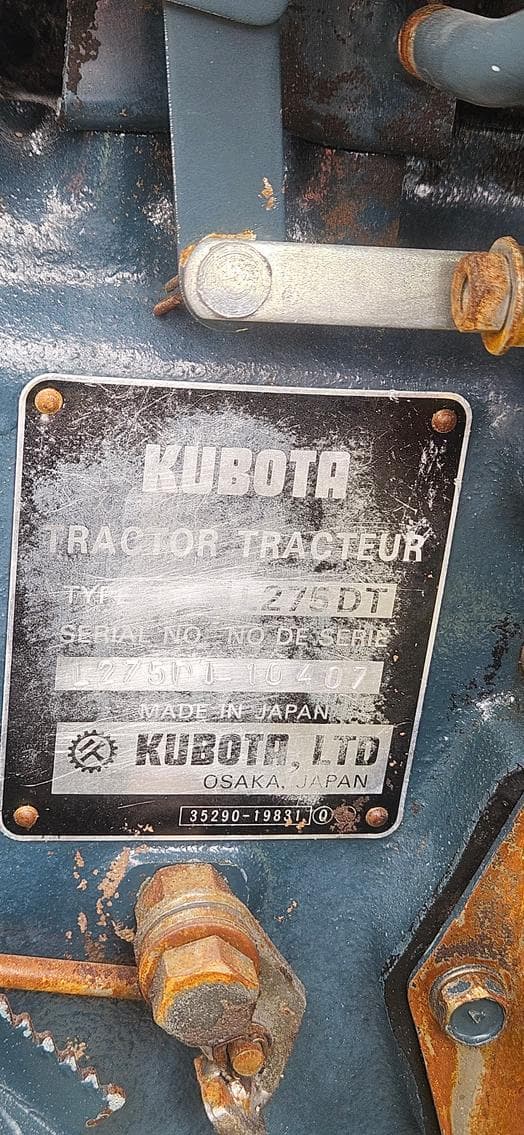 KUBOTA
TRACTOR TRACTEUR
TYPE L275DT
SERIAL NO. NO DE SERIE
L275DT-10407
MADE IN JAPAN
KUBOTA, LTD
OSAKA, JAPAN
35290-19831 Q